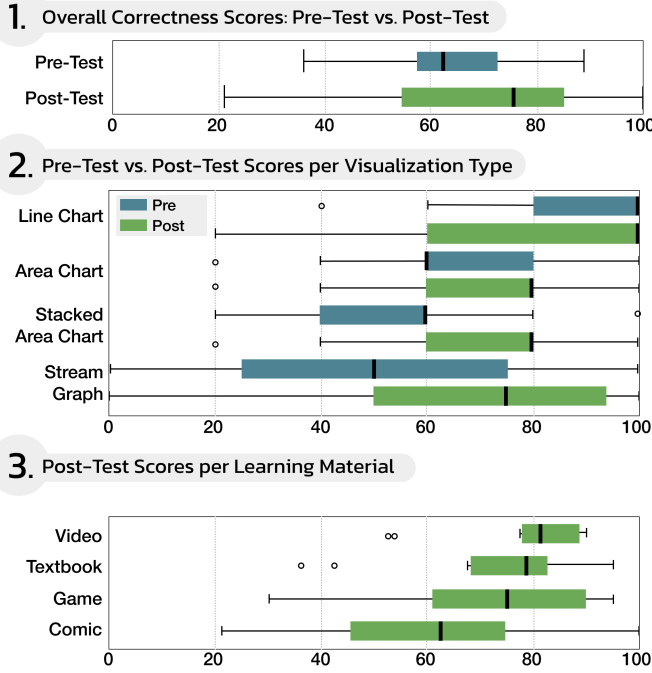 1. Overall Correctness Scores: Pre-Test vs. Post-Test
Pre-Test
Post-Test
0 20 40 60 80 100
2. Pre-Test vs. Post-Test Scores per Visualization Type
Pre
Post
Line Chart
Area Chart
Stacked
Area Chart
Stream
Graph
0 20 40 60 80 100
3. Post-Test Scores per Learning Material
Video
Textbook
Game
Comic
0 20 40 60 80 100